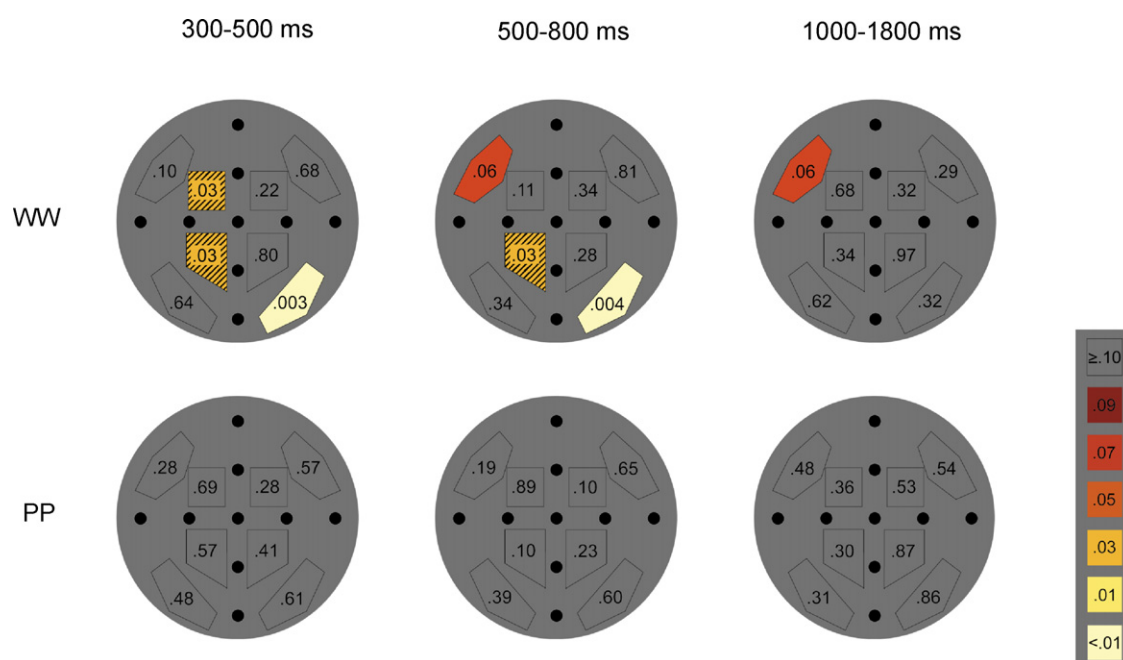 300-500 ms 500-800 ms 1000-1800 ms
WW
.10 .03 .22 .68
.03 .80
.64 .003
.06 .11 .34 .81
.03 .28
.34 .004
.06 .68 .32 .29
.34 .97
.62 .32
PP
.28 .69 .28 .57
.57 .41
.48 .61
.19 .89 .10 .65
.10 .23
.39 .60
.48 .36 .53 .54
.30 .87
.31 .86
≥.10
.09
.07
.05
.03
.01
<.01